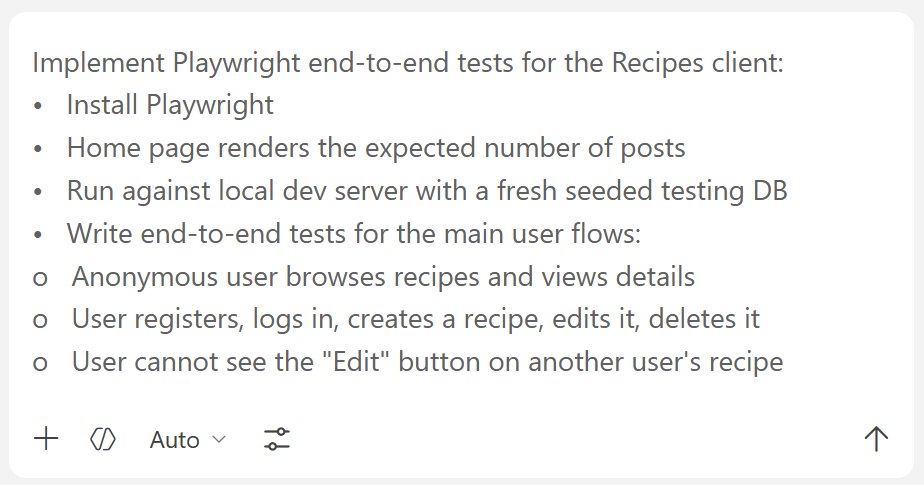 Implement Playwright end-to-end tests for the Recipes client:
• Install Playwright
• Home page renders the expected number of posts
• Run against local dev server with a fresh seeded testing DB
• Write end-to-end tests for the main user flows:
o Anonymous user browses recipes and views details
o User registers, logs in, creates a recipe, edits it, deletes it
o User cannot see the "Edit" button on another user's recipe
Auto